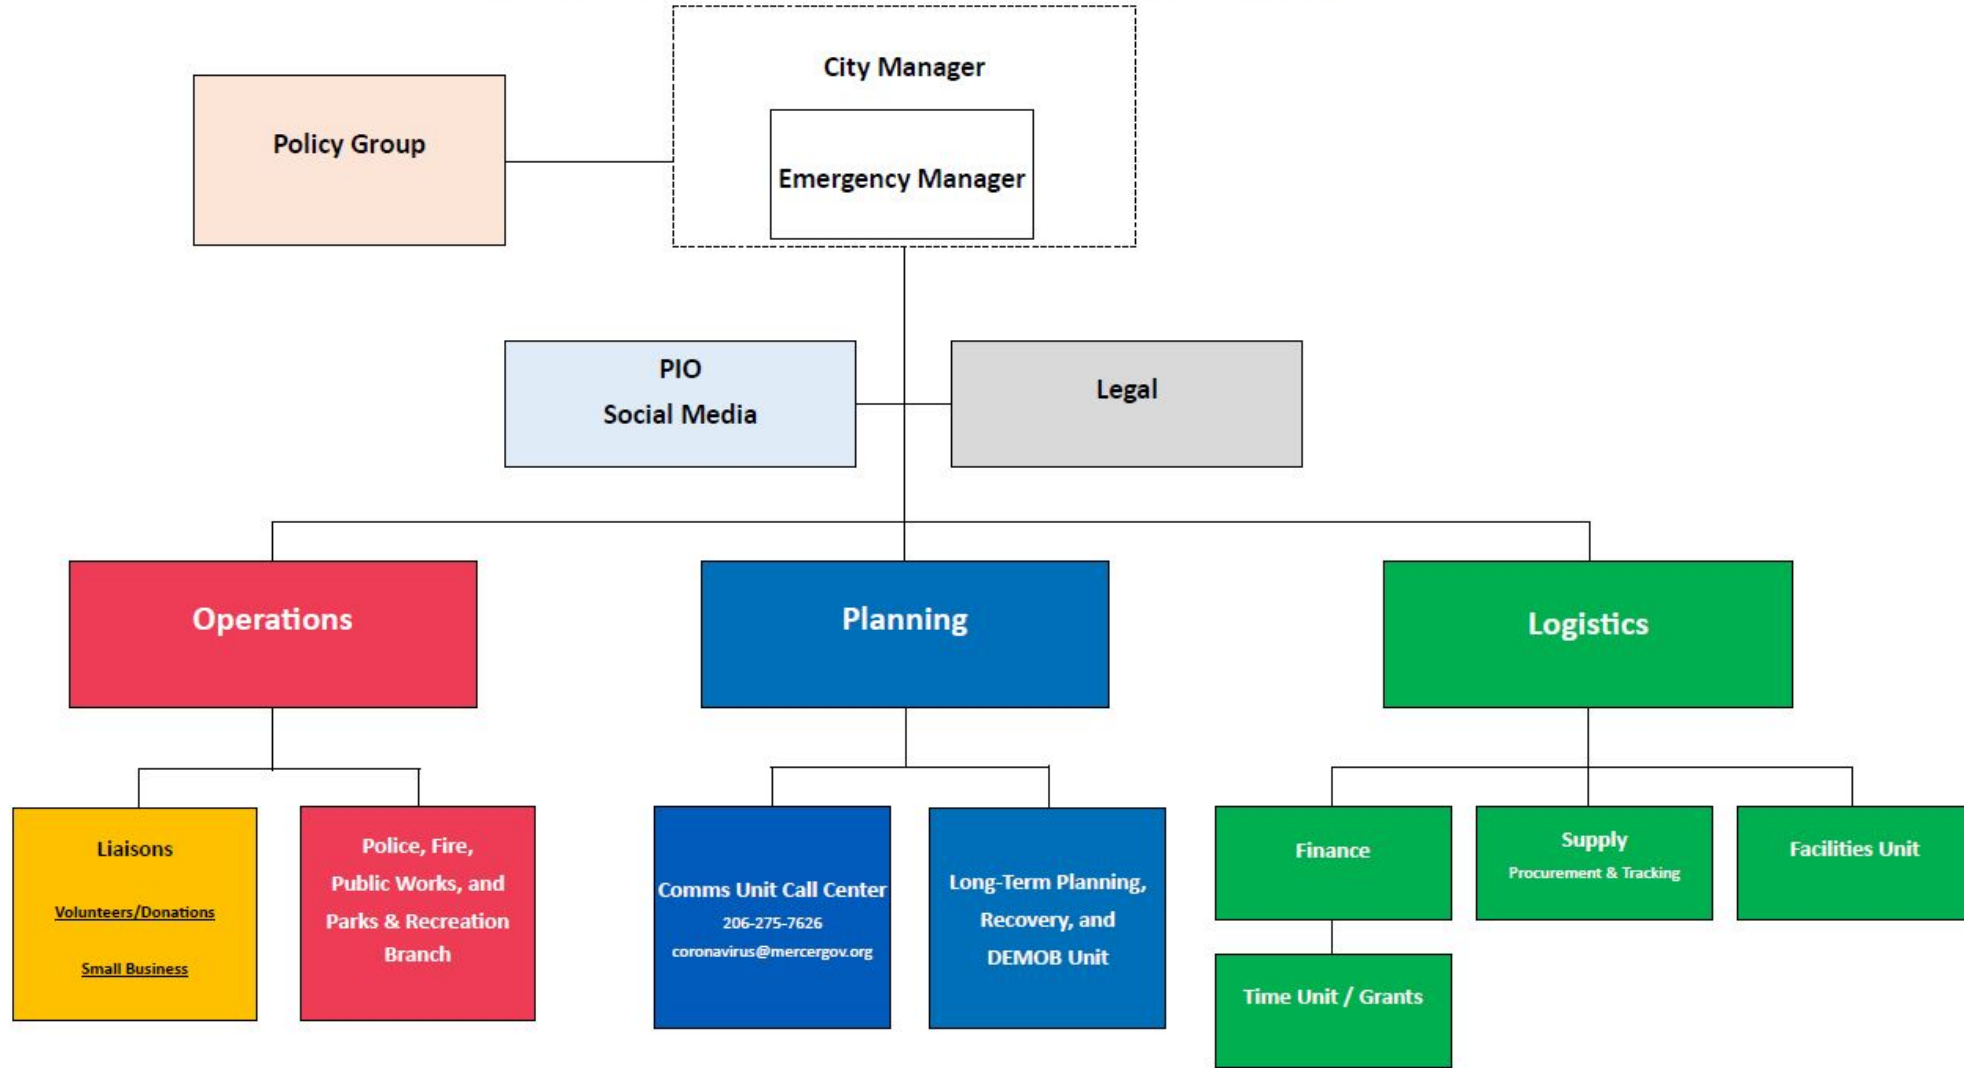 City Manager
Policy Group
Emergency Manager
PIO
Social Media
Legal
Operations
Planning
Logistics
Liaisons
Volunteers/Donations
Small Business
Police, Fire,
Public Works, and
Parks & Recreation
Branch
Comms Unit Call Center
206-275-7626
coronavirus@mercergov.org
Long-Term Planning,
Recovery, and
DEMOB Unit
Finance
Supply
Procurement & Tracking
Facilities Unit
Time Unit / Grants